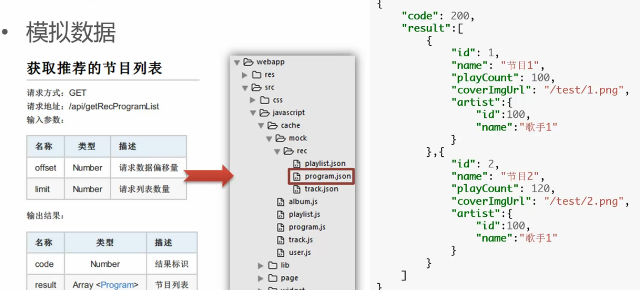 • 模拟数据
获取推荐的节目列表
请求方式: GET
请求地址: /api/getRecProgramList
输入参数:
名称 类型 描述
offset Number 请求数据偏移量
limit Number 请求列表数量
输出结果:
名称 类型 描述
code Number 结果标识
result Array <Program> 节目列表
webapp
res
src
css
javascript
cache
mock
rec
playlist.json
program.json
track.json
album.js
playlist.js
program.js
track.js
user.js
lib
page
{
"code": 200,
"result":[
{
"id": 1,
"name": "节目1",
"playCount": 100,
"coverImgUrl": "/test/1.png",
"artist":{
"id":100,
"name":"歌手1"
}
},{
"id": 2,
"name": "节目2",
"playCount": 120,
"coverImgUrl": "/test/2.png",
"artist":{
"id":100,
"name":"歌手1"
}
}
]
}